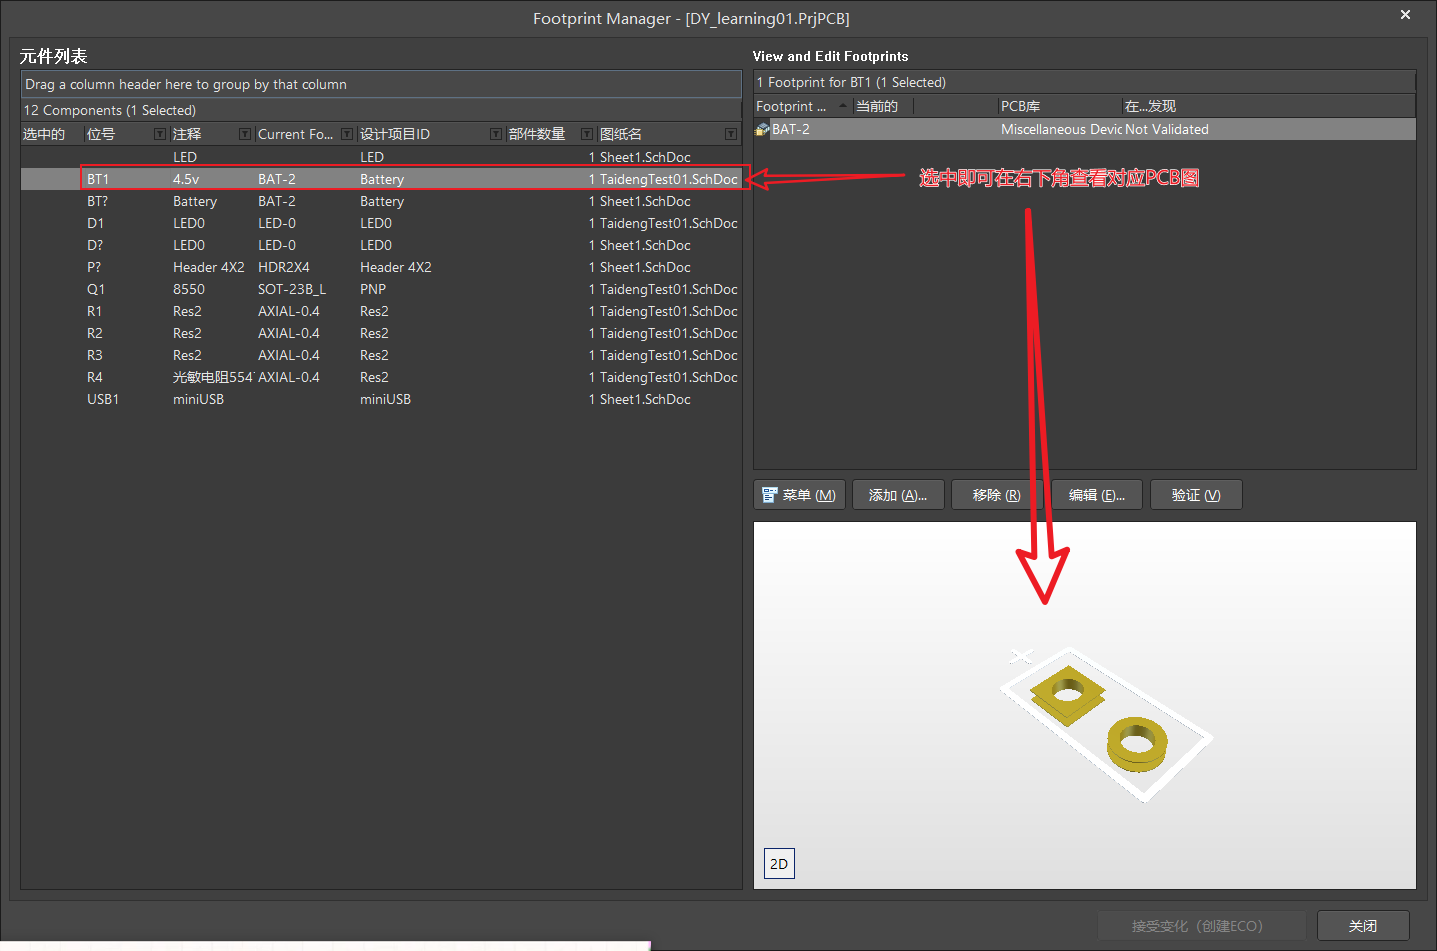 Footprint Manager - [DY_learning01.PrjPCB]
元件列表
Drag a column header here to group by that column
12 Components (1 Selected)
选中的 位号 注释 Current Fo... 设计项目ID 部件数量 图纸名
LED LED 1 Sheet1.SchDoc
BT1 4.5v BAT-2 Battery 1 TaidengTest01.SchDoc
BT? Battery BAT-2 Battery 1 Sheet1.SchDoc
D1 LED0 LED-0 LED0 1 TaidengTest01.SchDoc
D? LED0 LED-0 LED0 1 Sheet1.SchDoc
P? Header 4X2 HDR2X4 Header 4X2 1 Sheet1.SchDoc
Q1 8550 SOT-23B_L PNP 1 TaidengTest01.SchDoc
R1 Res2 AXIAL-0.4 Res2 1 TaidengTest01.SchDoc
R2 Res2 AXIAL-0.4 Res2 1 TaidengTest01.SchDoc
R3 Res2 AXIAL-0.4 Res2 1 TaidengTest01.SchDoc
R4 光敏电阻554 AXIAL-0.4 Res2 1 TaidengTest01.SchDoc
USB1 miniUSB miniUSB 1 Sheet1.SchDoc
View and Edit Footprints
1 Footprint for BT1 (1 Selected)
Footprint ... 当前的 PCB库 在...发现
BAT-2 Miscellaneous Devic Not Validated
选中即可在右下角查看对应PCB图
菜单 (M) 添加 (A)... 移除 (R) 编辑 (E)... 验证 (V)
2D
接受变化（创建ECO） 关闭